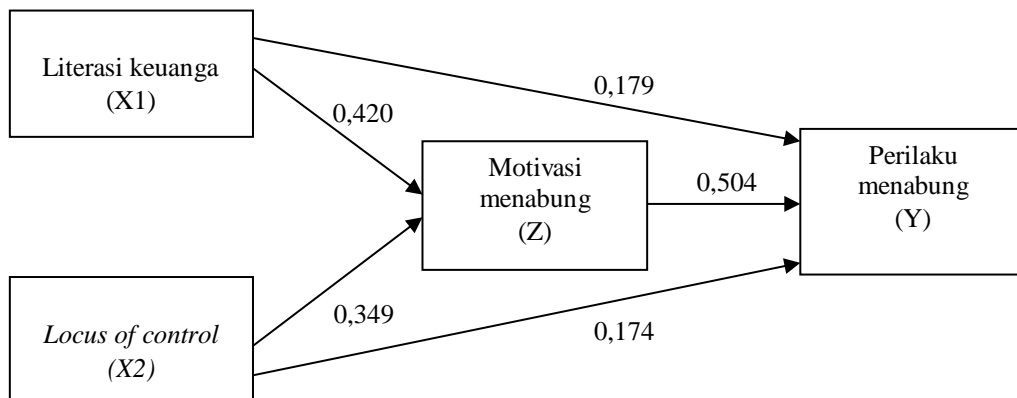 Literasi keuanga
(X1)
0,179
0,420
Motivasi
menabung
(Z)
0,504
Perilaku
menabung
(Y)
Locus of control
(X2)
0,349
0,174